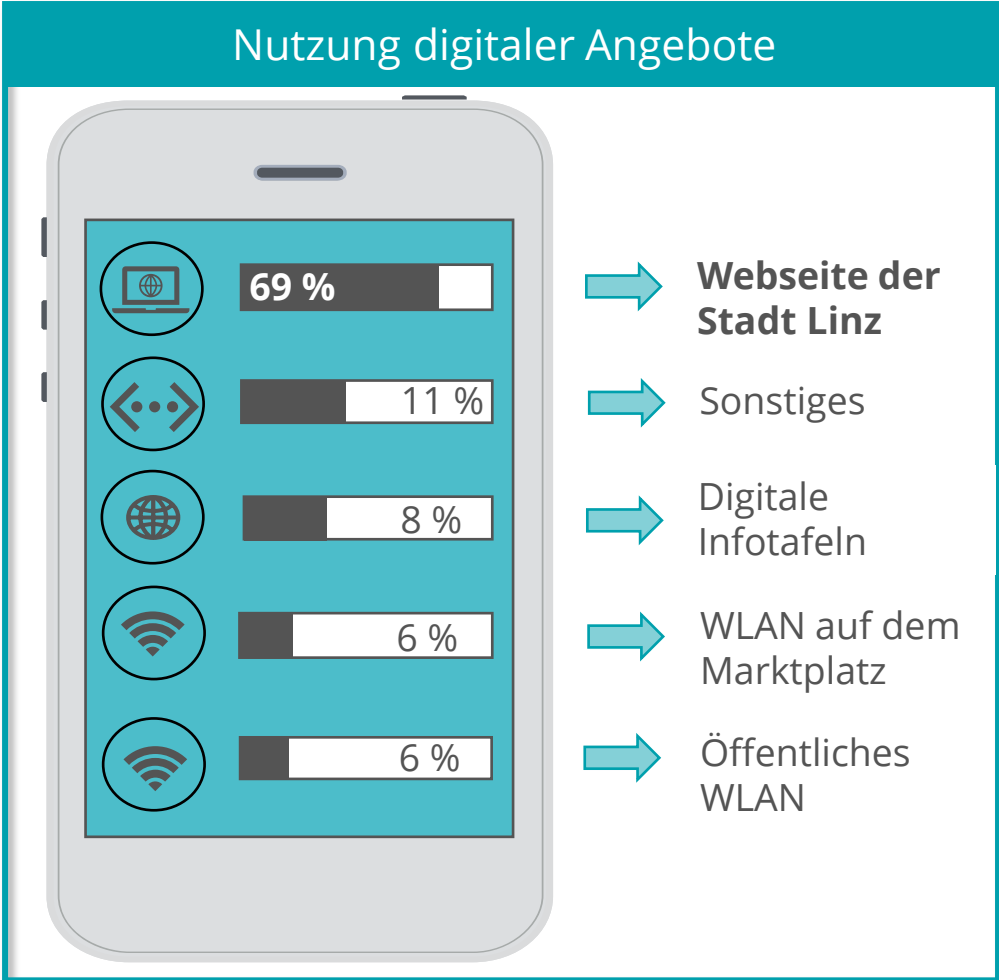 Nutzung digitaler Angebote
69 %
Webseite der
Stadt Linz
11 %
Sonstiges
8 %
Digitale
Infotafeln
6 %
WLAN auf dem
Marktplatz
6 %
Öffentliches
WLAN